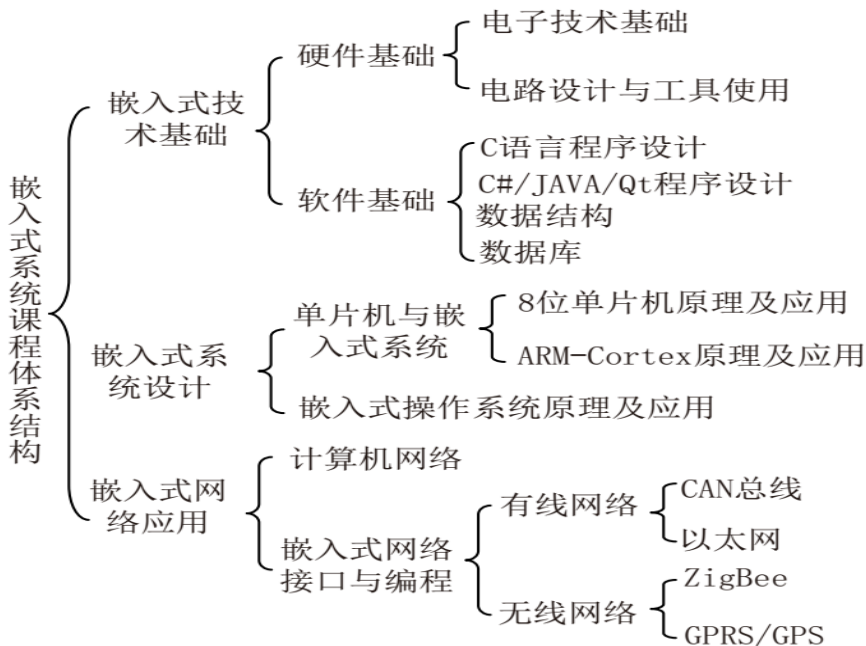 嵌入式系统课程体系结构
嵌入式技
术基础
硬件基础
电子技术基础
电路设计与工具使用
软件基础
C语言程序设计
C#/JAVA/Qt程序设计
数据结构
数据库
嵌入式系
统设计
单片机与嵌
入式系统
8位单片机原理及应用
ARM-Cortex原理及应用
嵌入式操作系统原理及应用
嵌入式网
络应用
计算机网络
嵌入式网络
接口与编程
有线网络
CAN总线
以太网
无线网络
ZigBee
GPRS/GPS